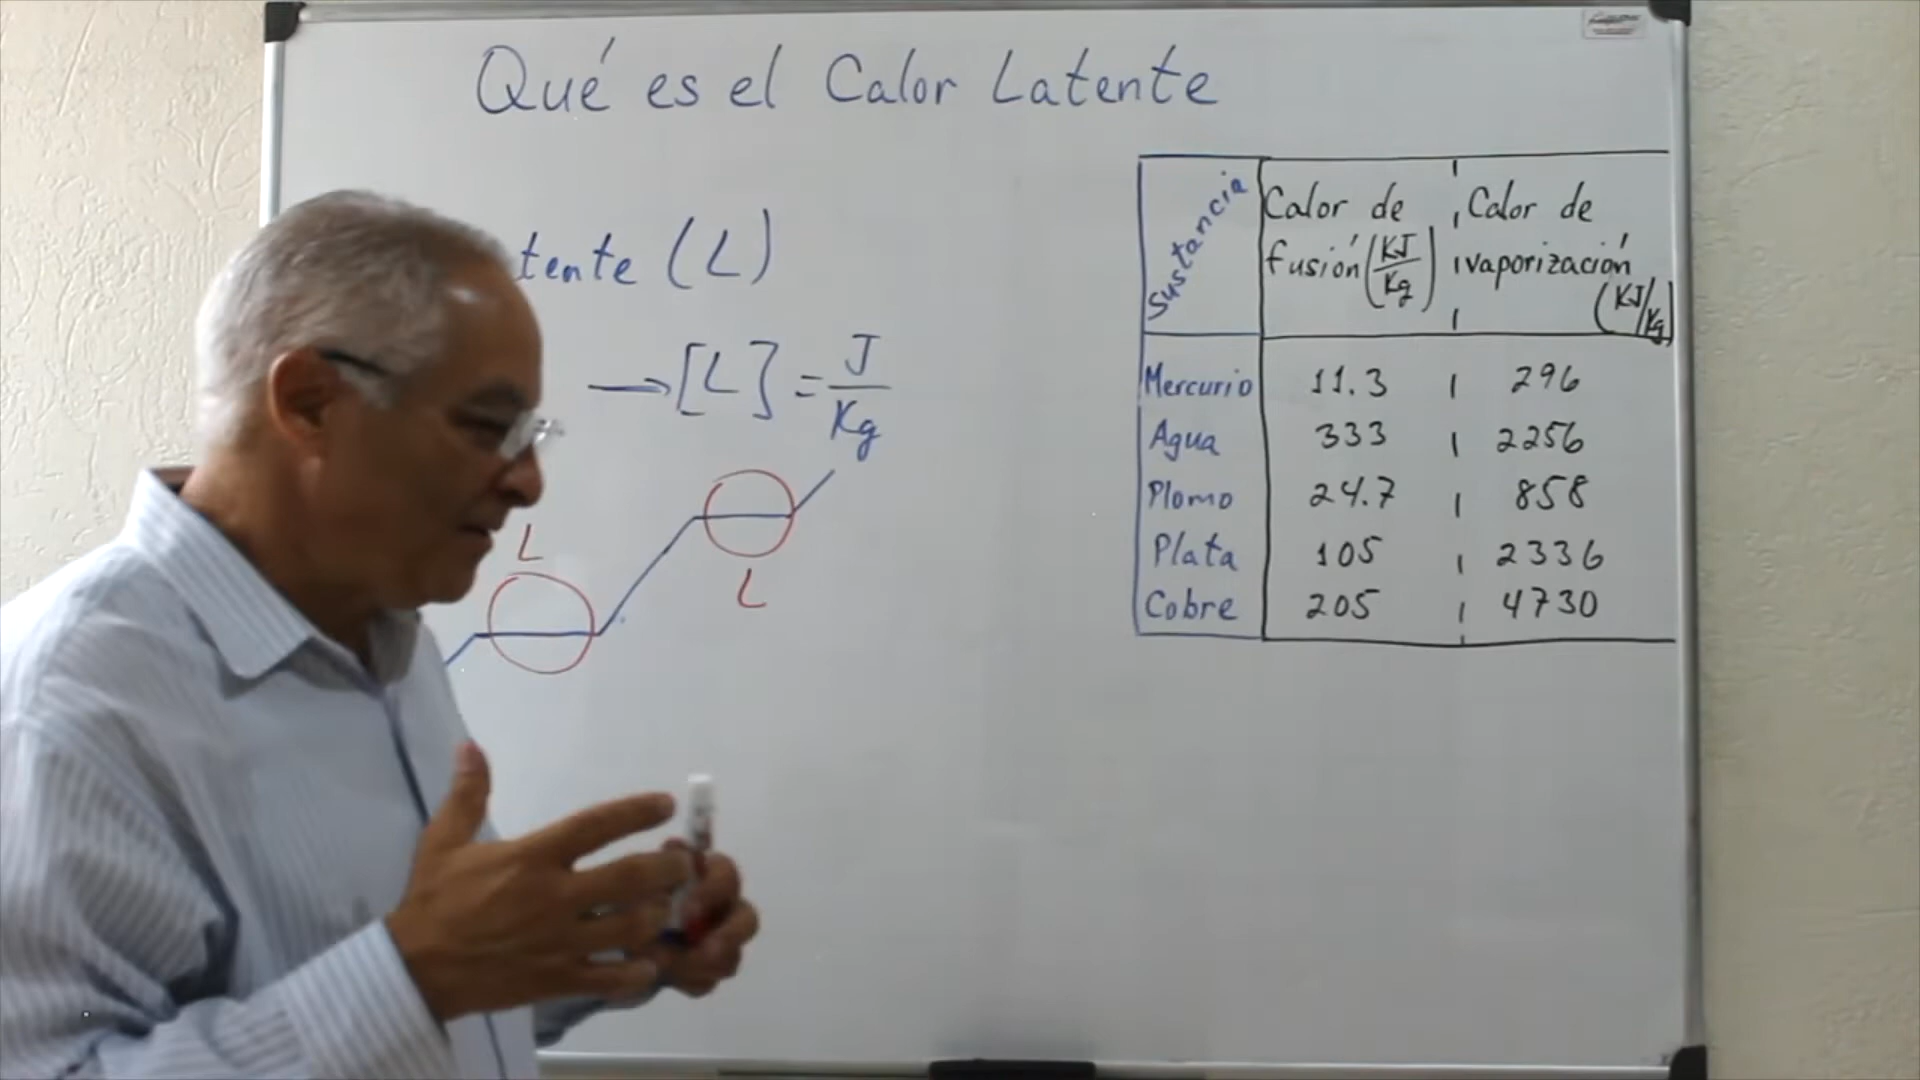 Qué es el Calor Latente
tente (L)
→ [L] = J/Kg
L
L
Sustancia | Calor de fusión (KJ/Kg) | Calor de vaporización (KJ/Kg)
Mercurio 11.3 296
Agua 333 2256
Plomo 24.7 858
Plata 105 2336
Cobre 205 4730